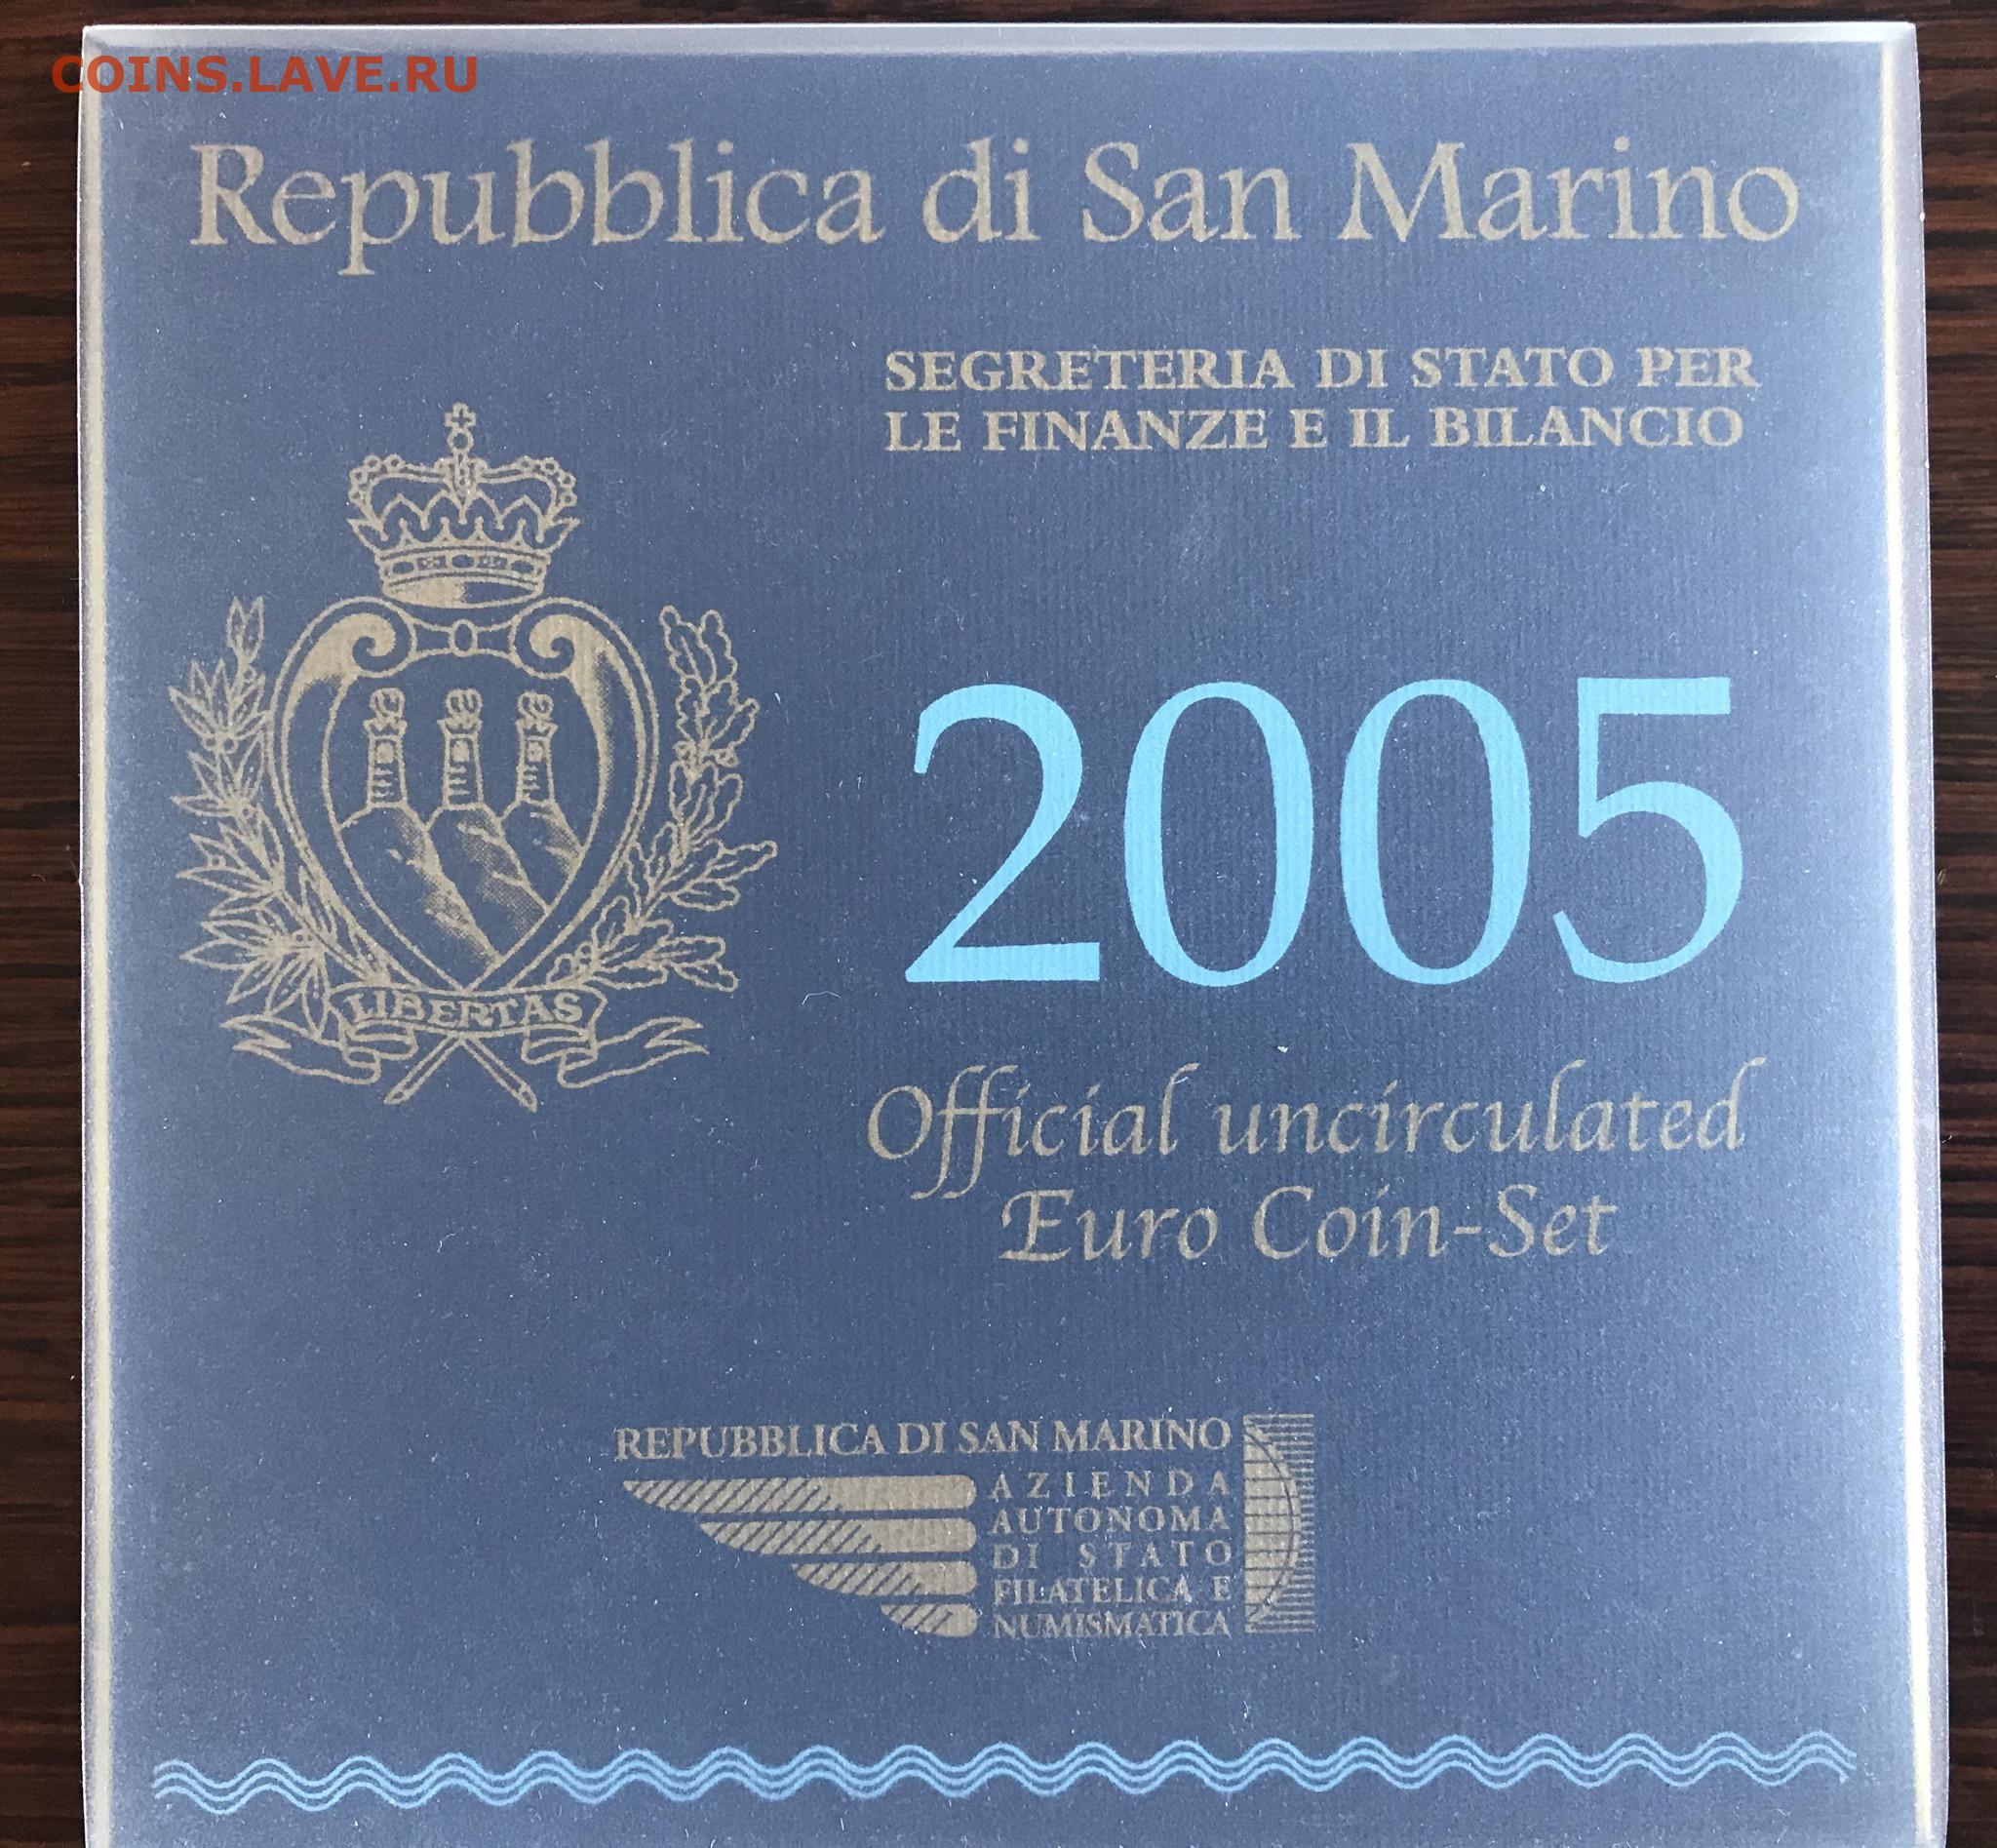 COINS.LAVE.RU
Repubblica di San Marino
SEGRETERIA DI STATO PER
LE FINANZE E IL BILANCIO
LIBERTAS
2005
Official uncirculated
Euro Coin-Set
REPUBBLICA DI SAN MARINO
AZIENDA
AUTONOMA
DI STATO
FILATELICA E
NUMISMATICA